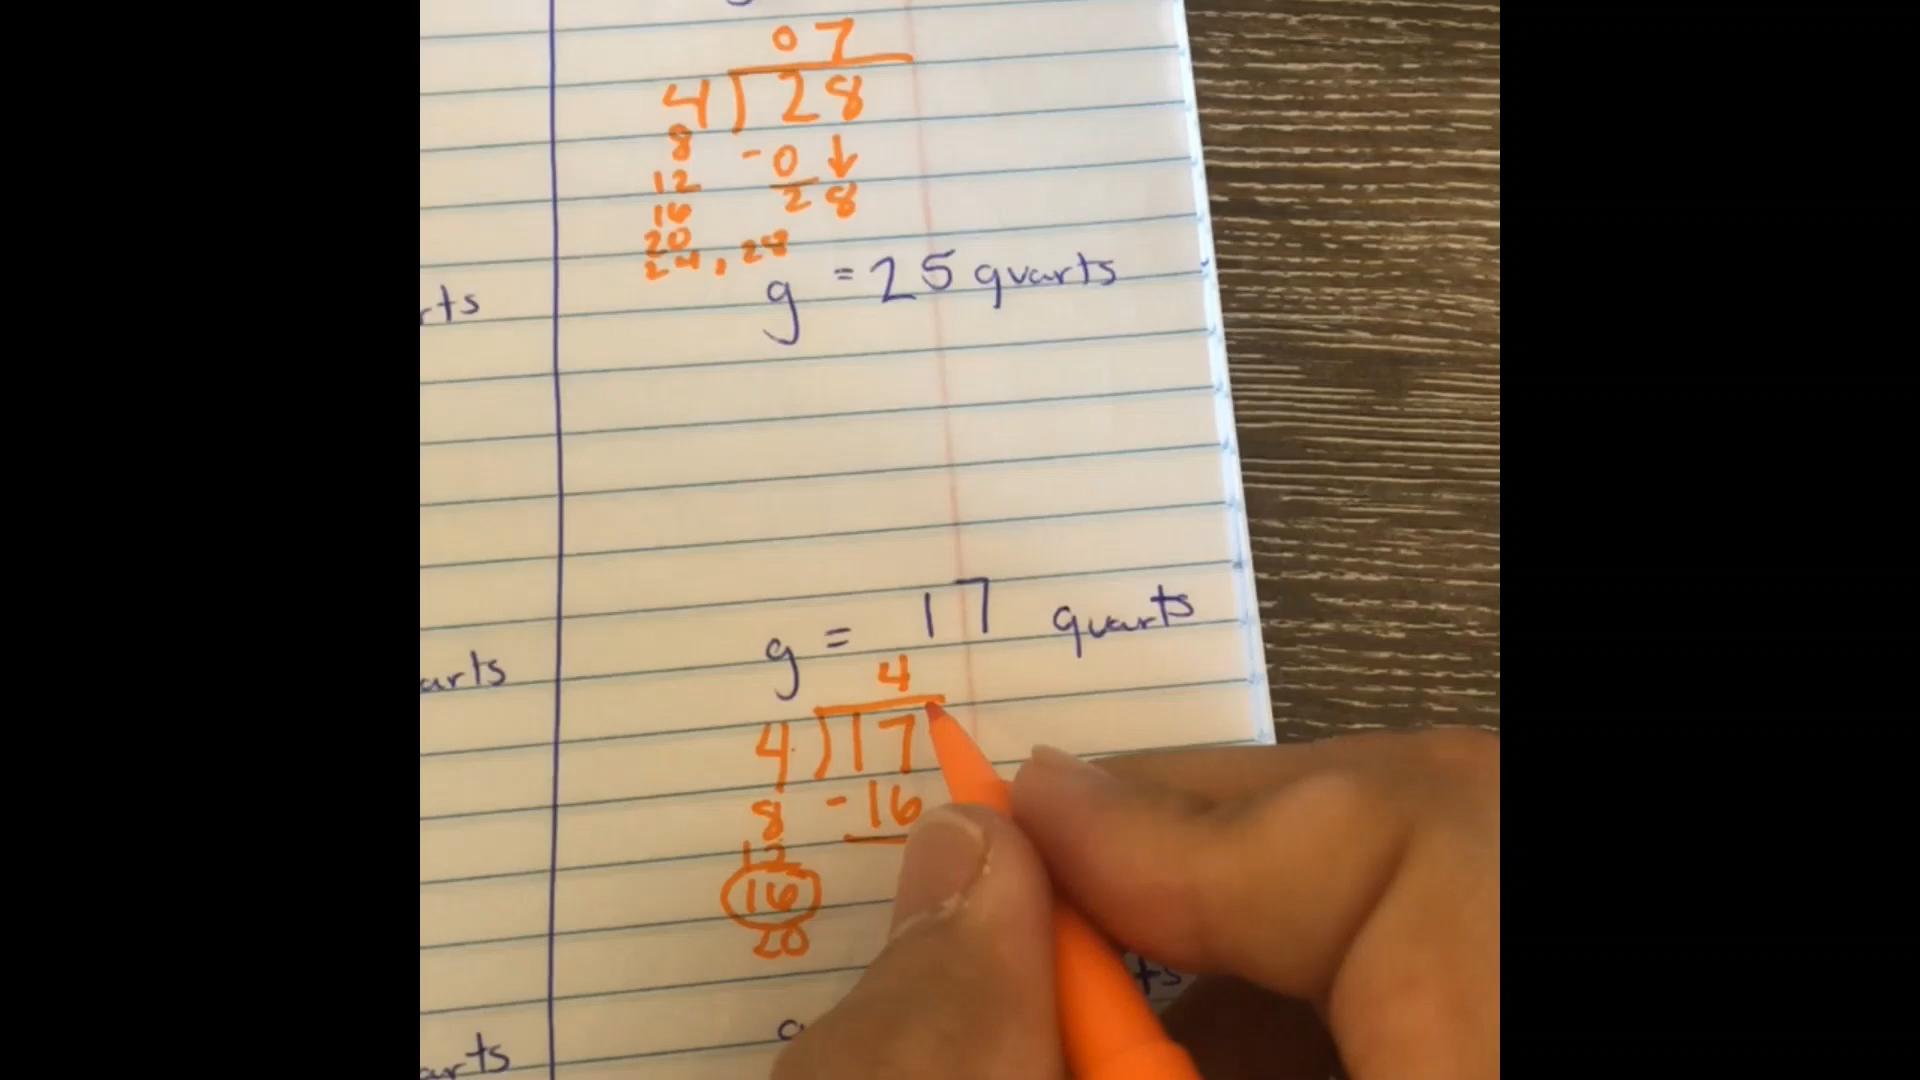 07
4)28
8 -0↓
12 28
16
20
24, 28
rts
g = 25 quarts
g = 17 quarts
arts
4
4)17
8 -16
12
16
20
ts
arts